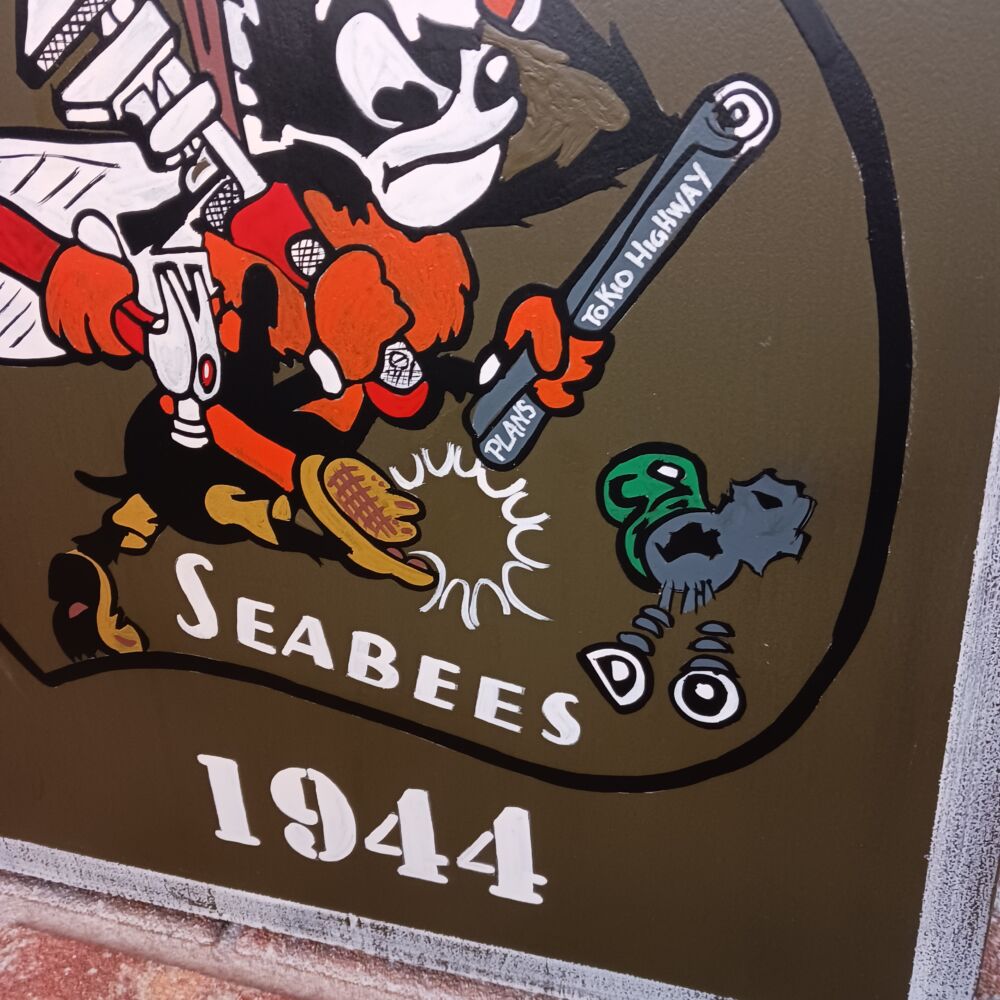 ToKIO HIGHWAY
PLANS
SEABEES
1944